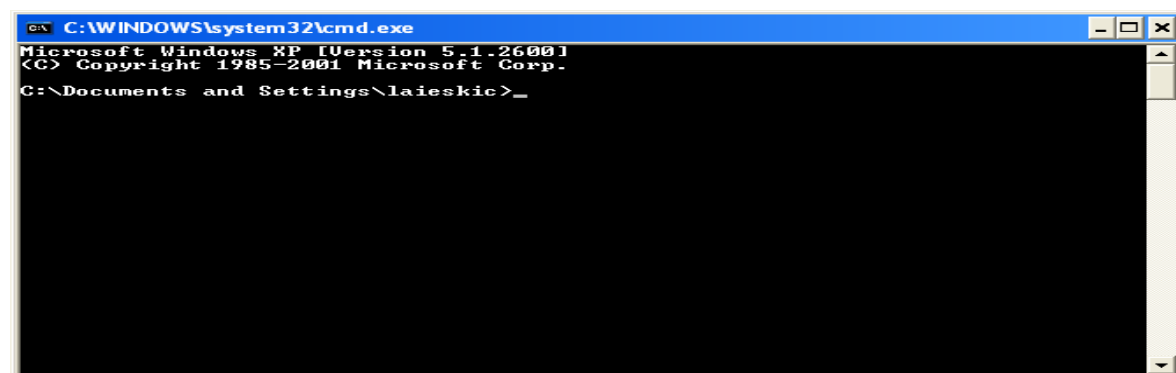 C:\WINDOWS\system32\cmd.exe
Microsoft Windows XP [Version 5.1.2600]
(C) Copyright 1985-2001 Microsoft Corp.
C:\Documents and Settings\laieskic>_